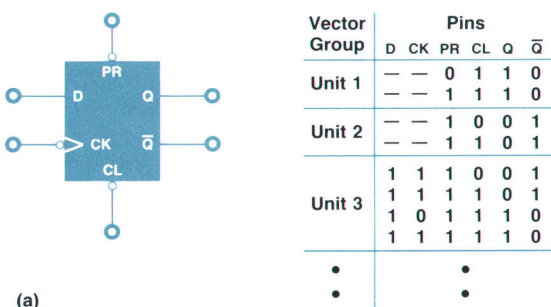 PR
D Q
CK Q̅
CL
(a)
Vector Group Pins
D CK PR CL Q Q̅
Unit 1 — — 0 1 1 0
— — 1 1 1 0
Unit 2 — — 1 0 0 1
— — 1 1 0 1
Unit 3 1 1 1 0 0 1
1 1 1 1 0 1
1 0 1 1 1 0
1 1 1 1 1 0